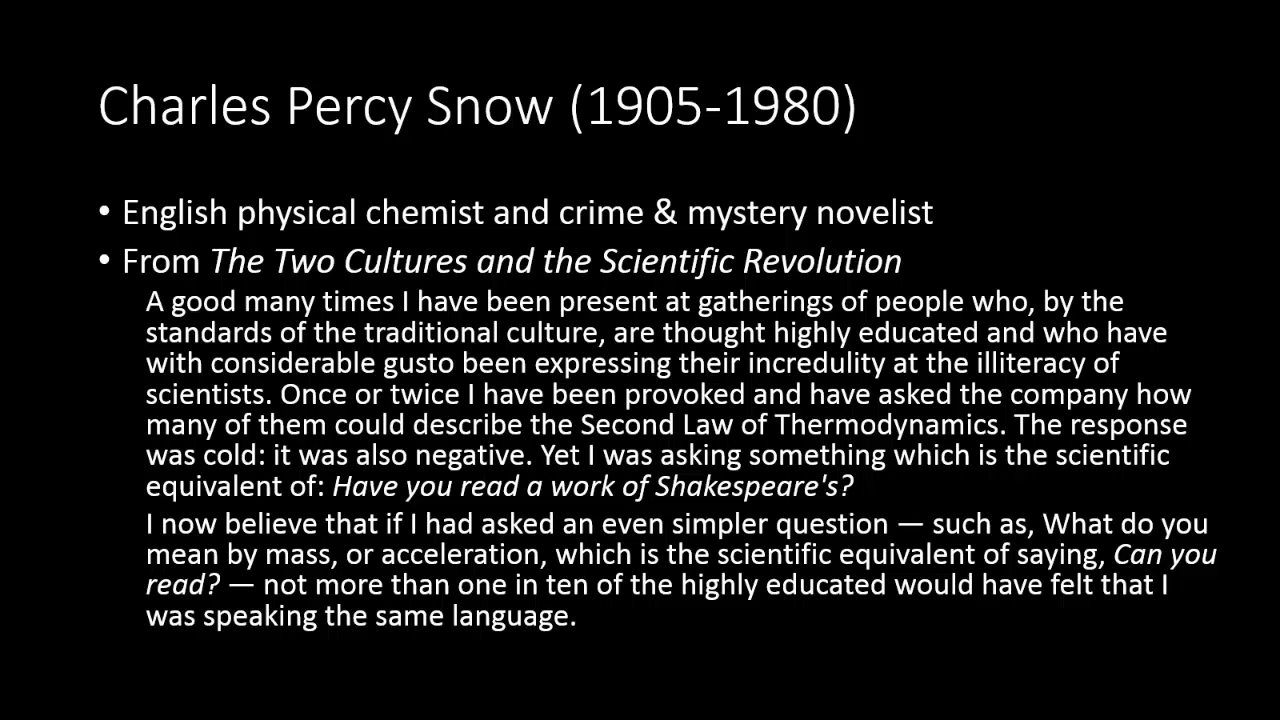 Charles Percy Snow (1905-1980)
• English physical chemist and crime & mystery novelist
• From The Two Cultures and the Scientific Revolution
A good many times I have been present at gatherings of people who, by the
standards of the traditional culture, are thought highly educated and who have
with considerable gusto been expressing their incredulity at the illiteracy of
scientists. Once or twice I have been provoked and have asked the company how
many of them could describe the Second Law of Thermodynamics. The response
was cold: it was also negative. Yet I was asking something which is the scientific
equivalent of: Have you read a work of Shakespeare's?
I now believe that if I had asked an even simpler question — such as, What do you
mean by mass, or acceleration, which is the scientific equivalent of saying, Can you
read? — not more than one in ten of the highly educated would have felt that I
was speaking the same language.